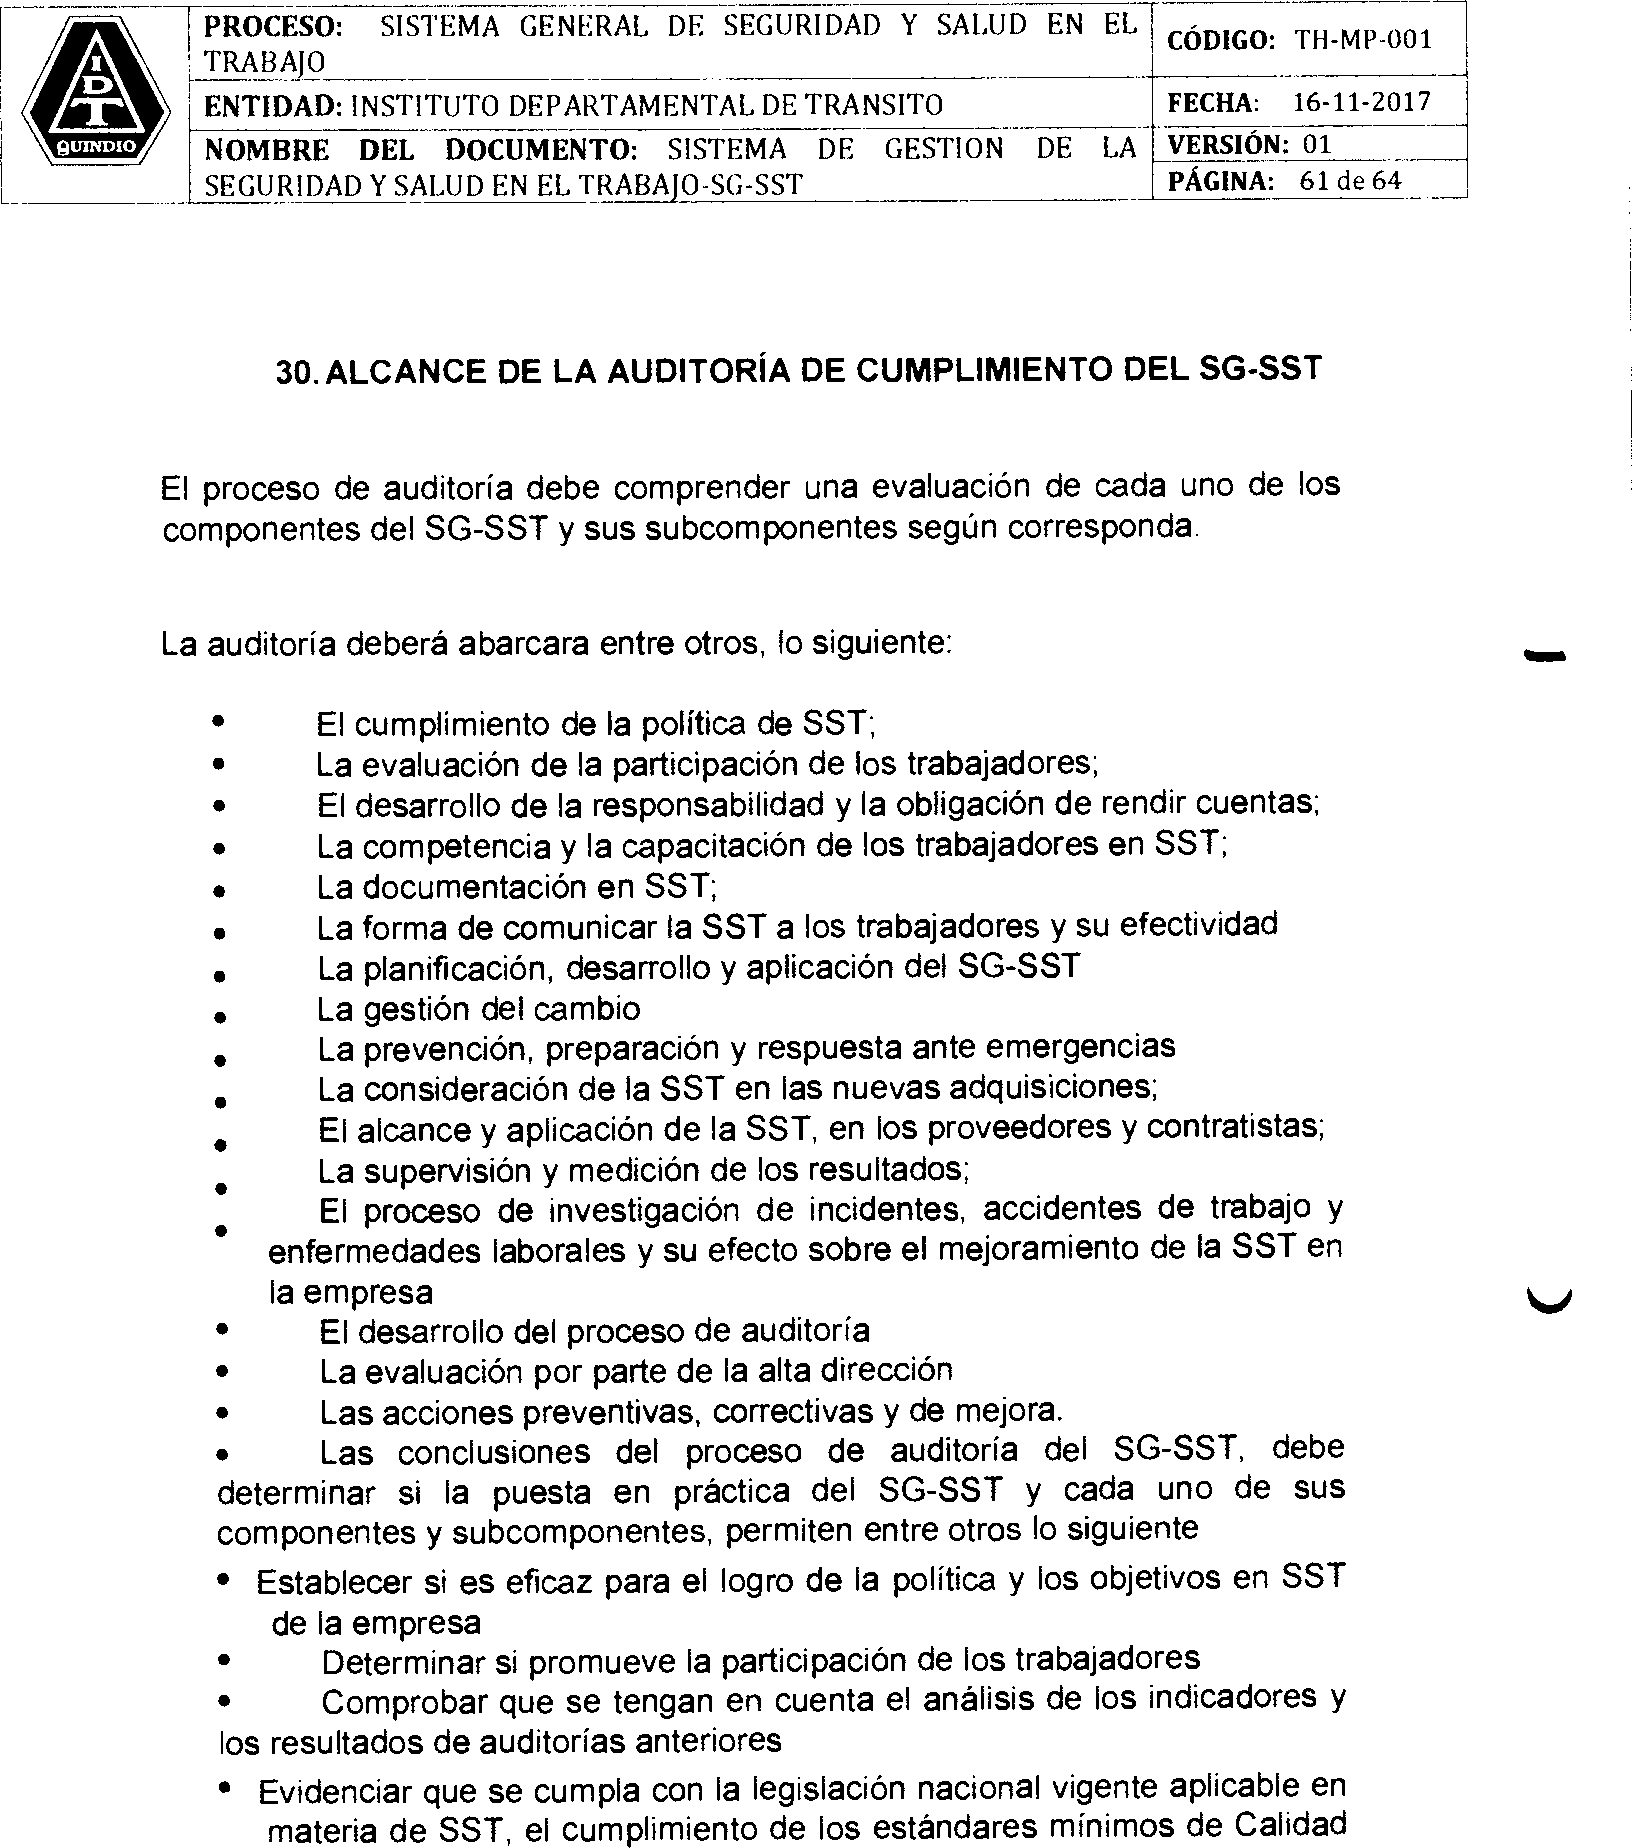 I
D
T
QUINDIO
PROCESO: SISTEMA GENERAL DE SEGURIDAD Y SALUD EN EL
TRABAJO
CÓDIGO: TH-MP-001
ENTIDAD: INSTITUTO DEPARTAMENTAL DE TRANSITO
FECHA: 16-11-2017
NOMBRE DEL DOCUMENTO: SISTEMA DE GESTION DE LA
SEGURIDAD Y SALUD EN EL TRABAJO-SG-SST
VERSIÓN: 01
PÁGINA: 61 de 64
30. ALCANCE DE LA AUDITORÍA DE CUMPLIMIENTO DEL SG-SST
El proceso de auditoría debe comprender una evaluación de cada uno de los
componentes del SG-SST y sus subcomponentes según corresponda.
La auditoría deberá abarcara entre otros, lo siguiente:
• El cumplimiento de la política de SST;
• La evaluación de la participación de los trabajadores;
• El desarrollo de la responsabilidad y la obligación de rendir cuentas;
• La competencia y la capacitación de los trabajadores en SST;
• La documentación en SST;
• La forma de comunicar la SST a los trabajadores y su efectividad
• La planificación, desarrollo y aplicación del SG-SST
• La gestión del cambio
• La prevención, preparación y respuesta ante emergencias
• La consideración de la SST en las nuevas adquisiciones;
• El alcance y aplicación de la SST, en los proveedores y contratistas;
• La supervisión y medición de los resultados;
• El proceso de investigación de incidentes, accidentes de trabajo y
enfermedades laborales y su efecto sobre el mejoramiento de la SST en
la empresa
• El desarrollo del proceso de auditoría
• La evaluación por parte de la alta dirección
• Las acciones preventivas, correctivas y de mejora.
• Las conclusiones del proceso de auditoría del SG-SST, debe
determinar si la puesta en práctica del SG-SST y cada uno de sus
componentes y subcomponentes, permiten entre otros lo siguiente
• Establecer si es eficaz para el logro de la política y los objetivos en SST
de la empresa
• Determinar si promueve la participación de los trabajadores
• Comprobar que se tengan en cuenta el análisis de los indicadores y
los resultados de auditorías anteriores
• Evidenciar que se cumpla con la legislación nacional vigente aplicable en
materia de SST, el cumplimiento de los estándares mínimos de Calidad